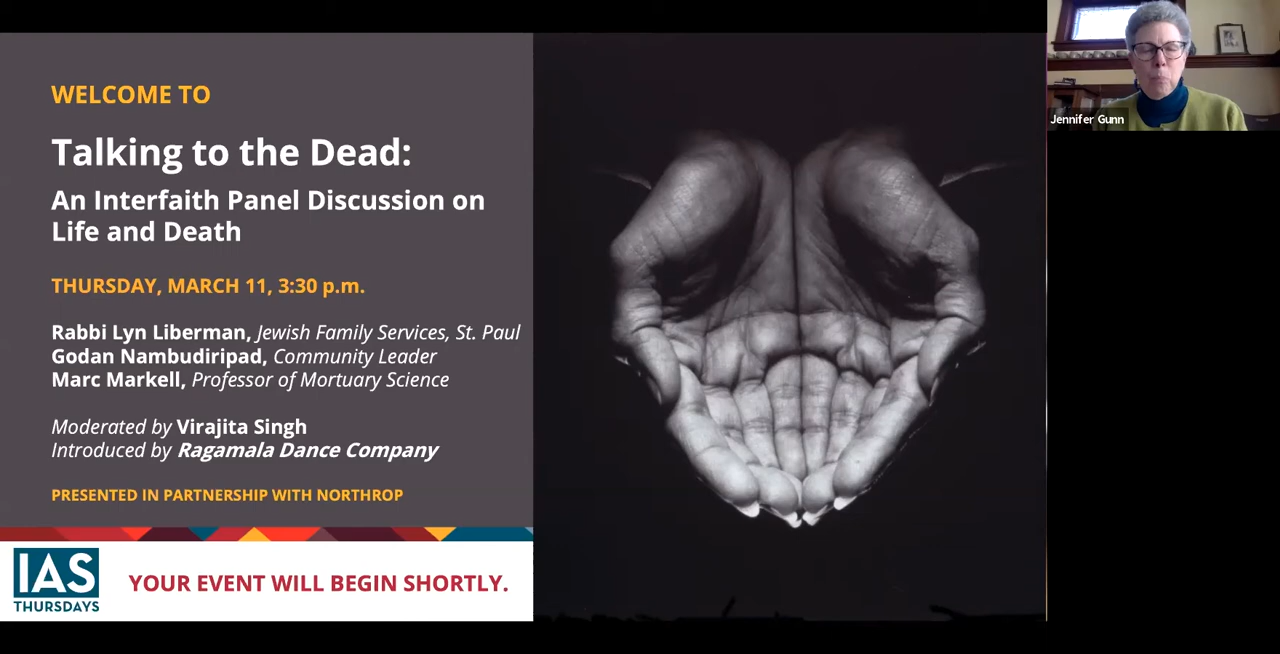 WELCOME TO
Talking to the Dead:
An Interfaith Panel Discussion on
Life and Death
THURSDAY, MARCH 11, 3:30 p.m.
Rabbi Lyn Liberman, Jewish Family Services, St. Paul
Godan Nambudiripad, Community Leader
Marc Markell, Professor of Mortuary Science
Moderated by Virajita Singh
Introduced by Ragamala Dance Company
PRESENTED IN PARTNERSHIP WITH NORTHROP
IAS
THURSDAYS
YOUR EVENT WILL BEGIN SHORTLY.
Jennifer Gunn